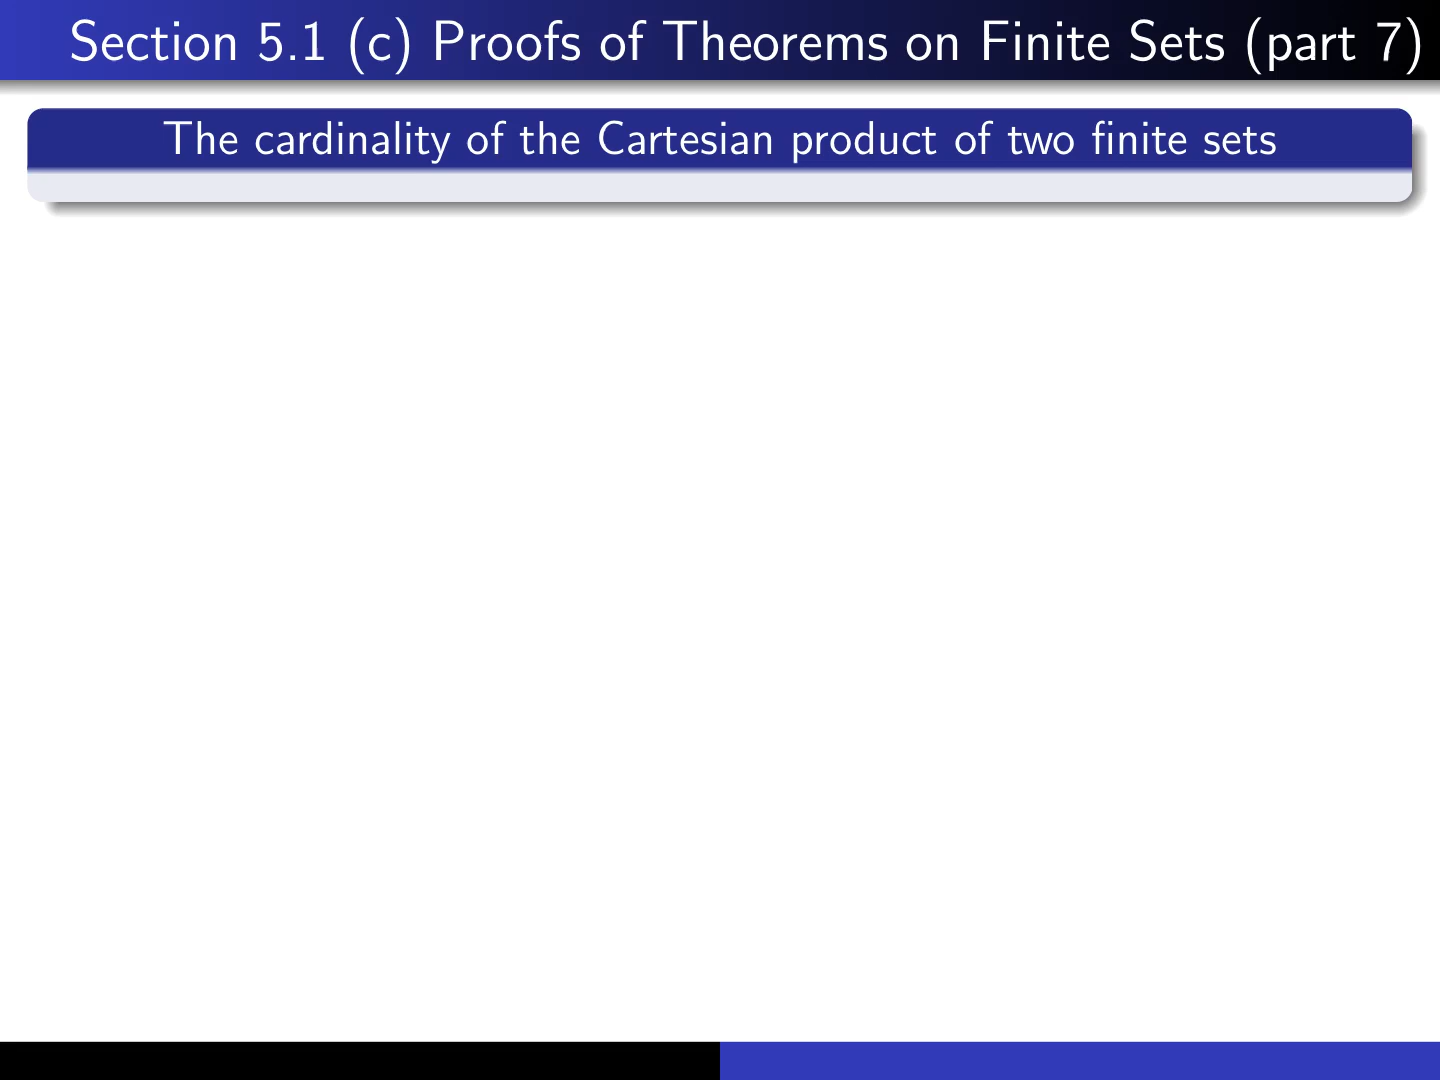 Section 5.1 (c) Proofs of Theorems on Finite Sets (part 7)
The cardinality of the Cartesian product of two finite sets